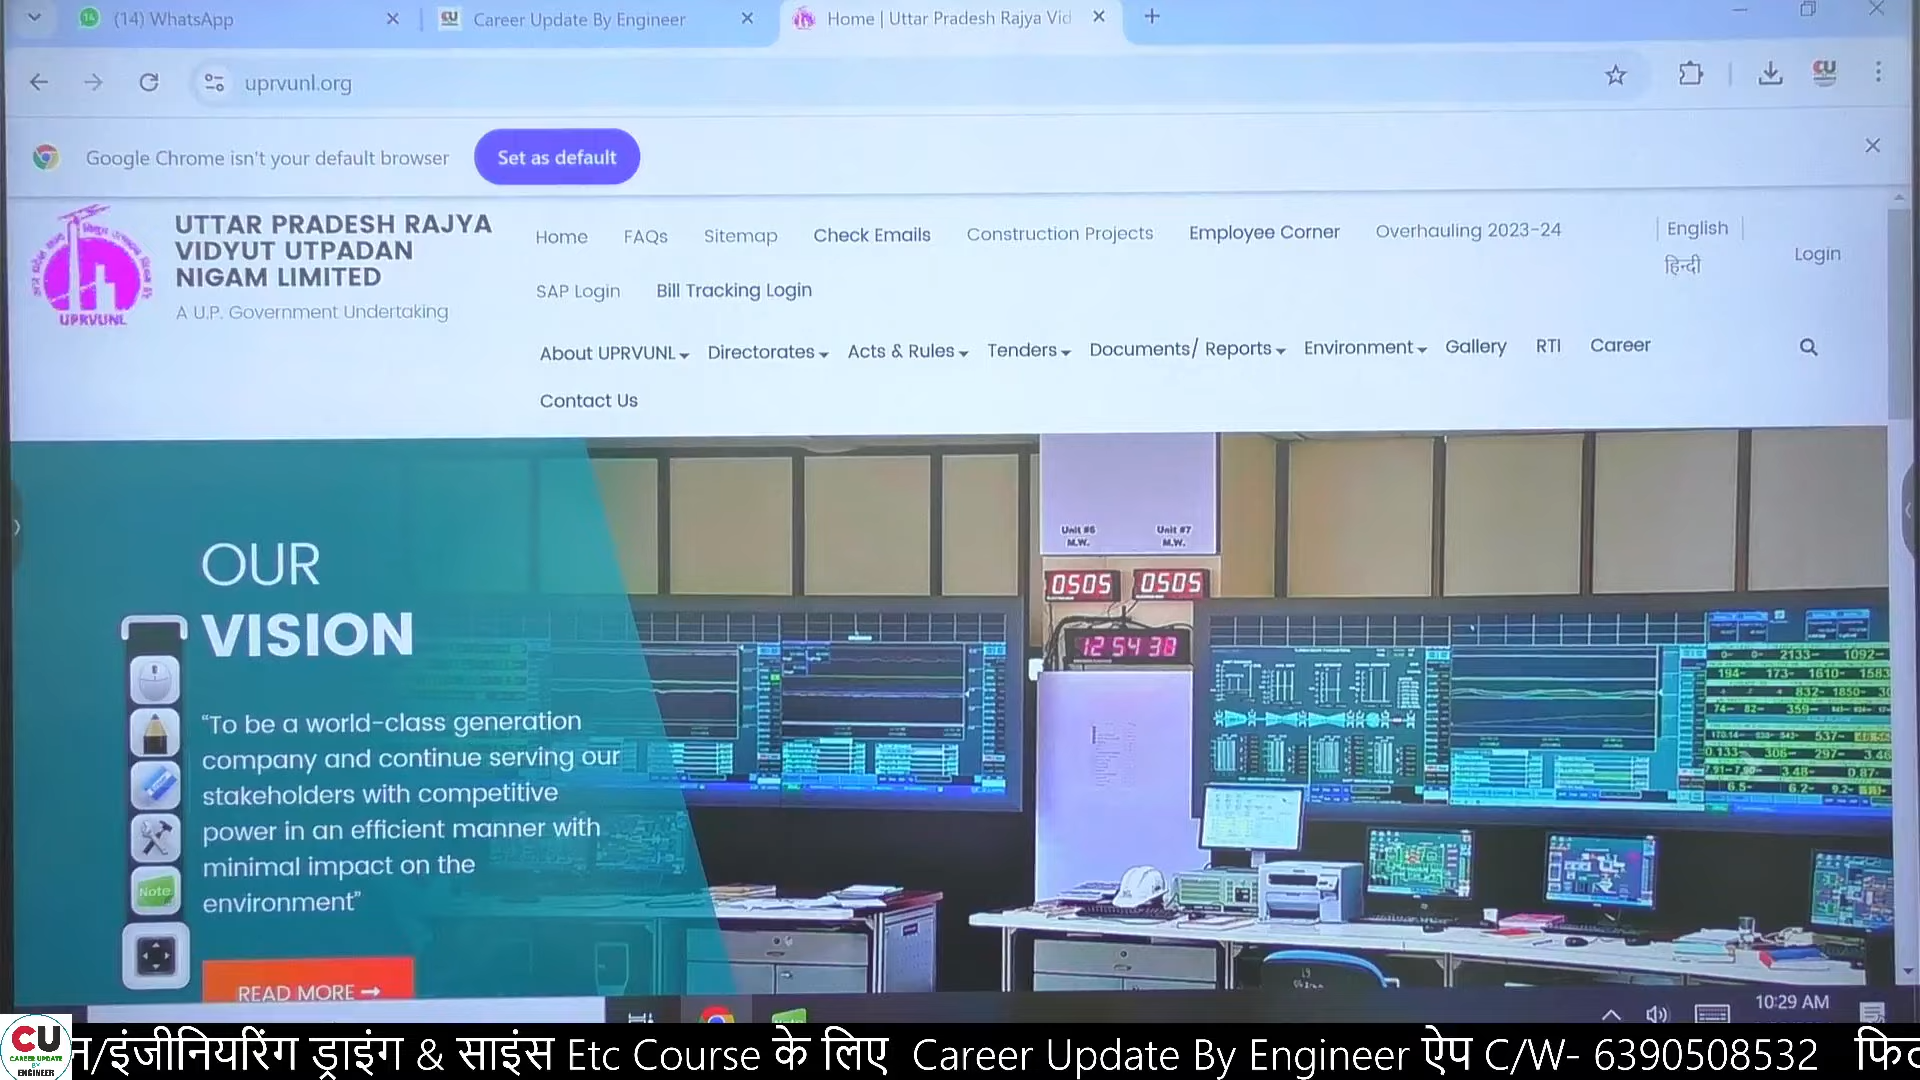 (14) WhatsApp
Career Update By Engineer
Home | Uttar Pradesh Rajya Vid
uprvunl.org
Google Chrome isn't your default browser
Set as default
UTTAR PRADESH RAJYA
VIDYUT UTPADAN
NIGAM LIMITED
A U.P. Government Undertaking
UPRVUNL
Home FAQs Sitemap Check Emails Construction Projects Employee Corner Overhauling 2023-24
SAP Login Bill Tracking Login
English
हिन्दी
Login
About UPRVUNL Directorates Acts & Rules Tenders Documents/ Reports Environment Gallery RTI Career
Contact Us
OUR
VISION
“To be a world-class generation
company and continue serving our
stakeholders with competitive
power in an efficient manner with
minimal impact on the
environment”
READ MORE
Note
Unit #6
M.W.
Unit #7
M.W.
0505
0505
12 54 38
10:29 AM
CU
CAREER UPDATE
BY
ENGINEER
न/इंजीनियरिंग ड्राइंग & साइंस Etc Course के लिए Career Update By Engineer ऐप C/W- 6390508532